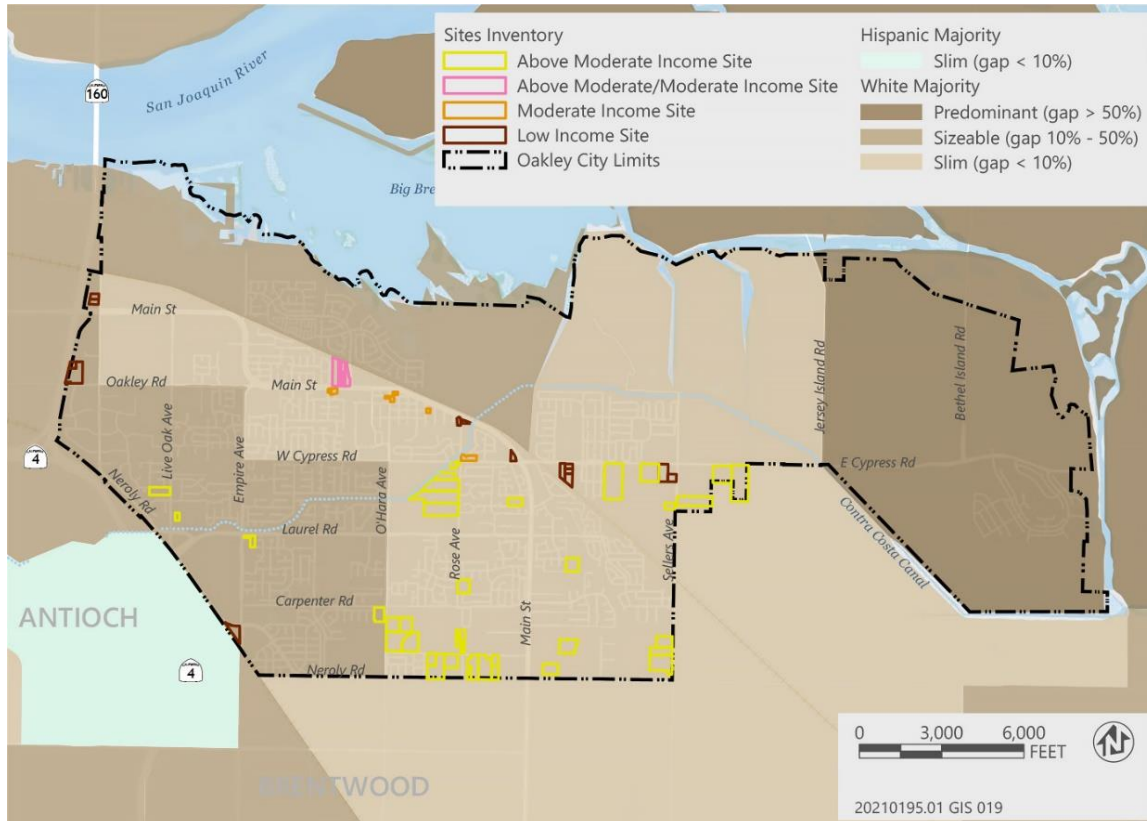 Sites Inventory
Above Moderate Income Site
Above Moderate/Moderate Income Site
Moderate Income Site
Low Income Site
Oakley City Limits
Hispanic Majority
Slim (gap < 10%)
White Majority
Predominant (gap > 50%)
Sizeable (gap 10% - 50%)
Slim (gap < 10%)
160
San Joaquin River
Big Bre
Main St
Oakley Rd
Main St
Jersey Island Rd
Bethel Island Rd
4
Live Oak Ave
Empire Ave
W Cypress Rd
O'Hara Ave
E Cypress Rd
Neroly Rd
Laurel Rd
Rose Ave
Sellers Ave
Contra Costa Canal
Carpenter Rd
Main St
ANTIOCH
4
Neroly Rd
BRENTWOOD
0 3,000 6,000
FEET
N
20210195.01 GIS 019